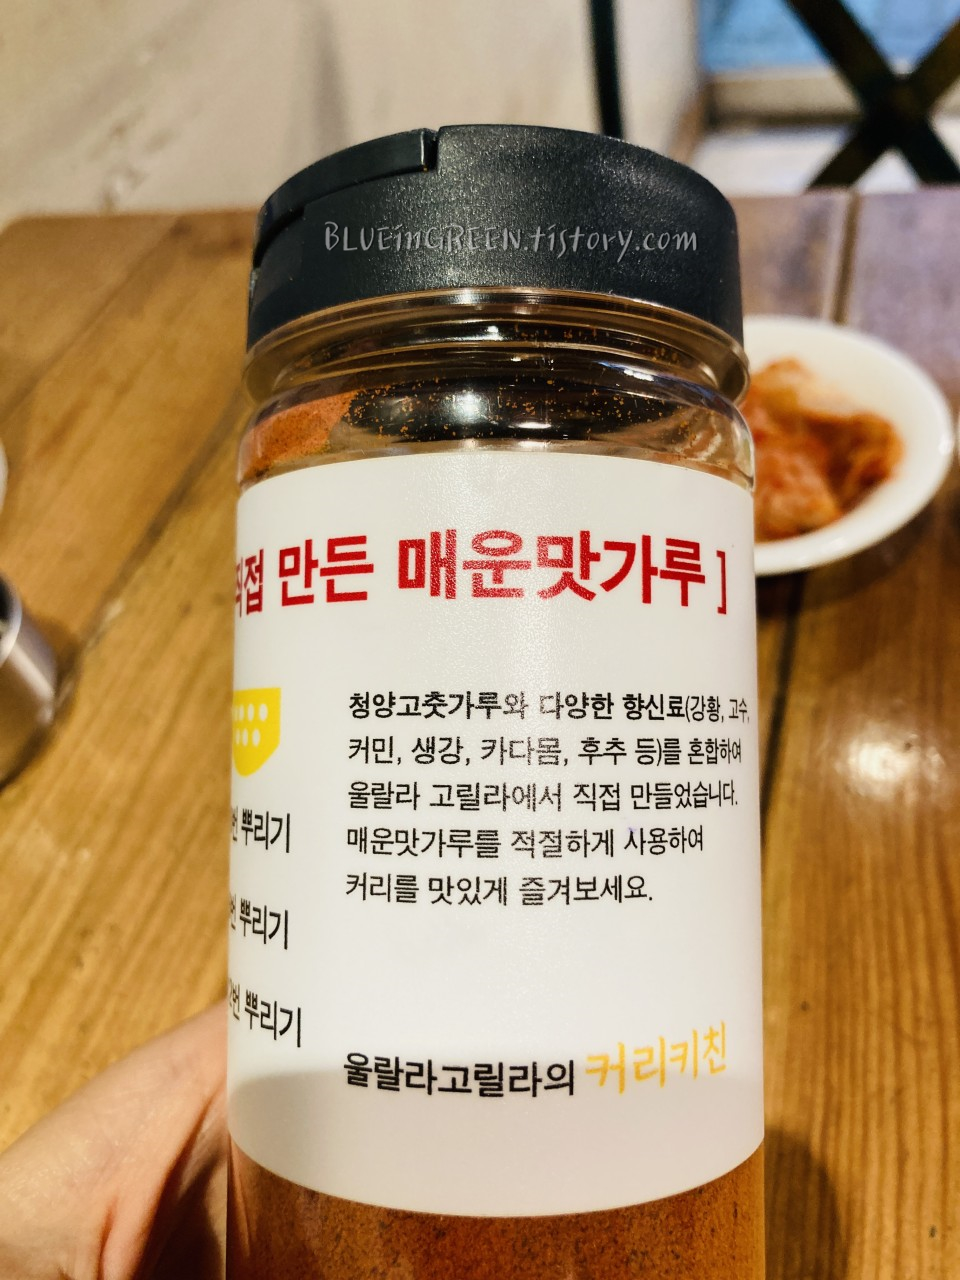 BLUEinGREEN.tistory.com
직접 만든 매운맛가루 ]
청양고춧가루와 다양한 향신료(강황, 고수,
커민, 생강, 카다몸, 후추 등)를 혼합하여
울랄라 고릴라에서 직접 만들었습니다.
매운맛가루를 적절하게 사용하여
커리를 맛있게 즐겨보세요.
번 뿌리기
번 뿌리기
번 뿌리기
울랄라고릴라의 커리키친